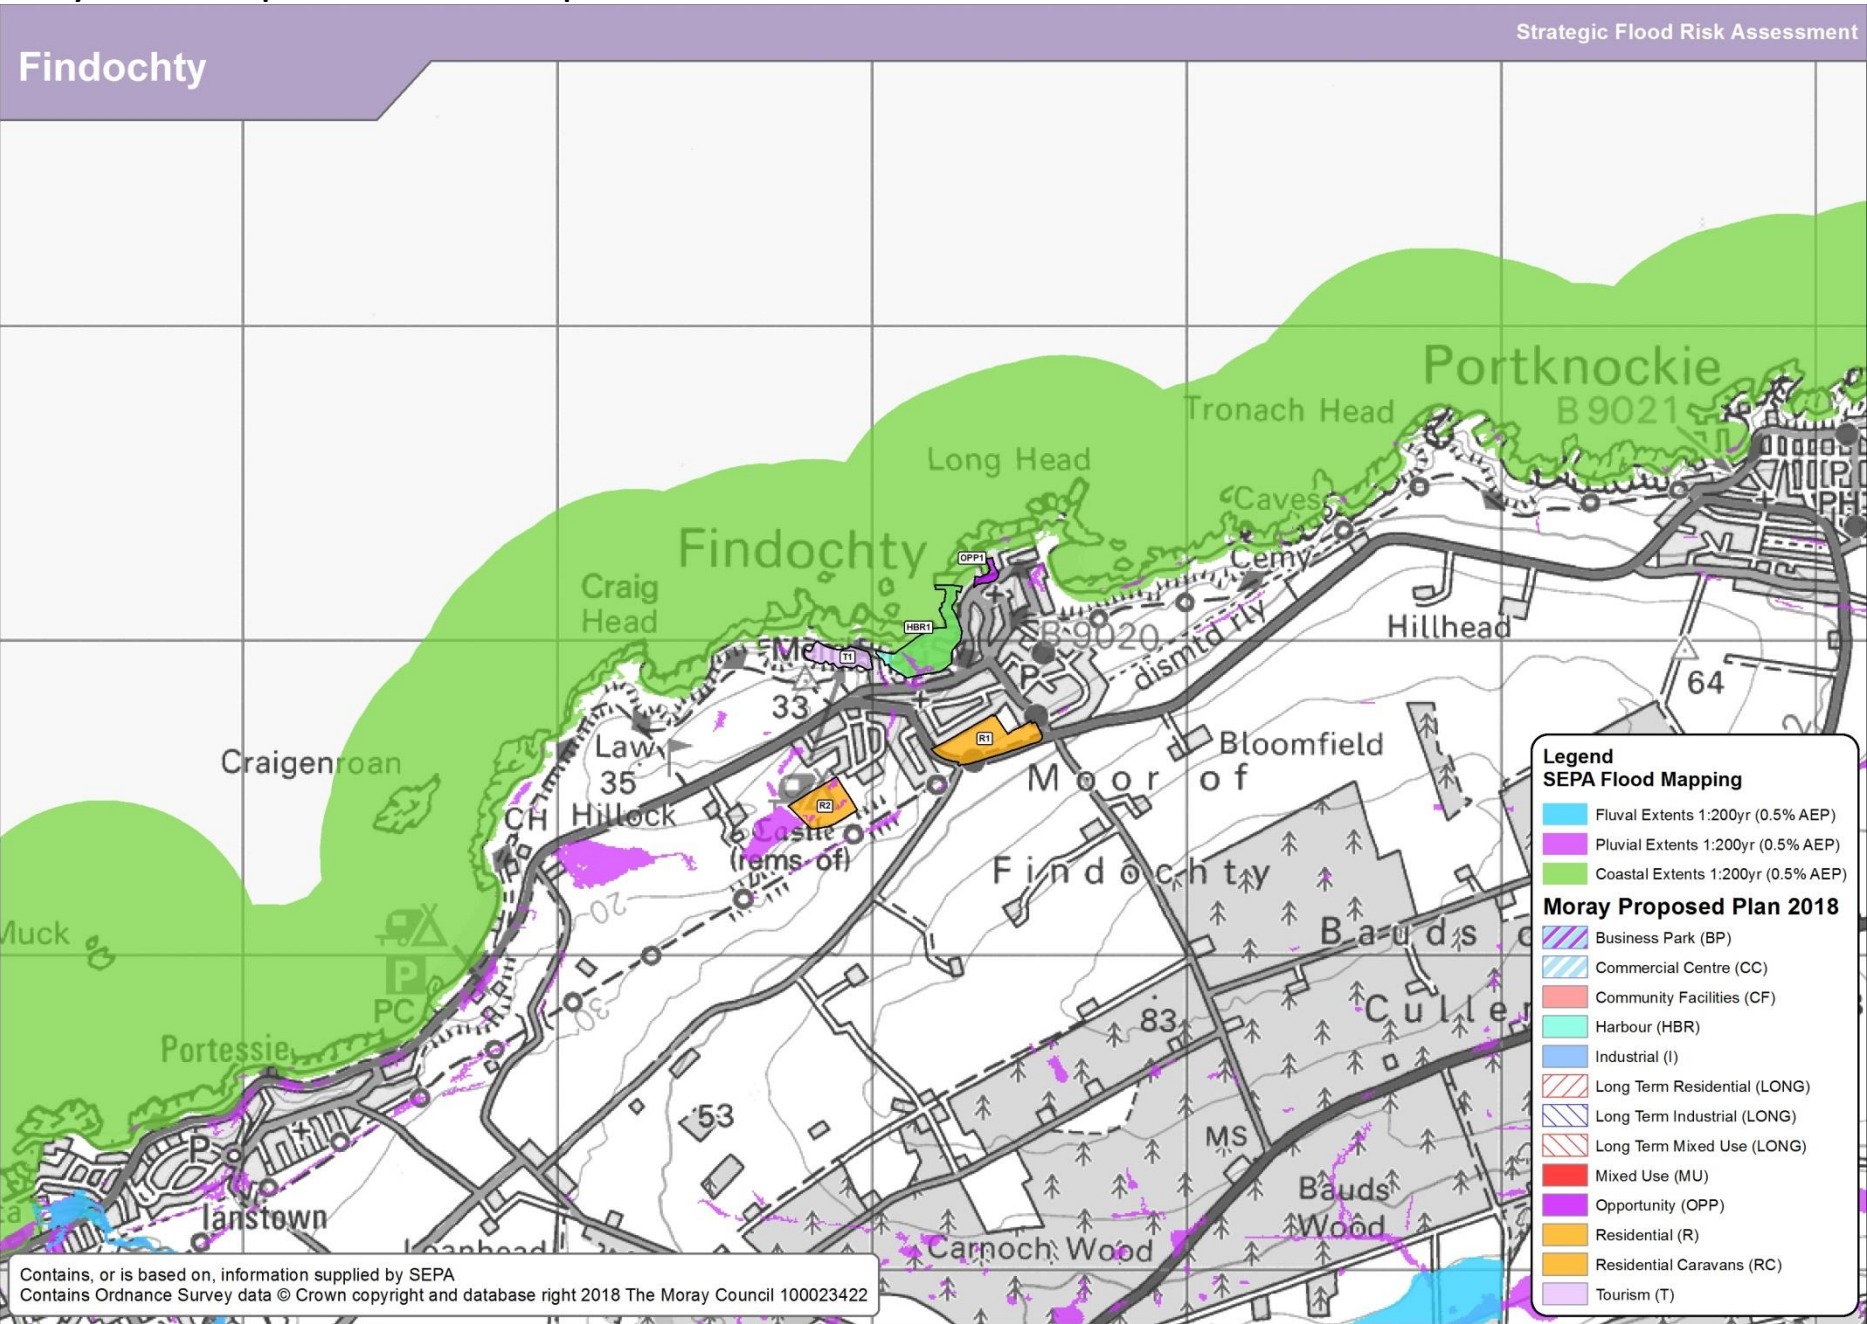 Findochty
Strategic Flood Risk Assessment
Portknockie
Tronach Head
B 9021
Long Head
Caves
Findochty
OPP1
Cemy
PH
Craig
Head
HBR1
B 9020
Hillhead
T1
dismtd rly
P
33
64
Law
35
R1
Bloomfield
Craigenroan
Moor of
R2
CH
Hillock
Castle
(rems of)
Findochty
20
Muck
Bauds
P
PC
30
Culle
83
Portessie
53
P
MS
Bauds
Wood
Ianstown
Loanhead
Carnoch Wood
Legend
SEPA Flood Mapping
Fluval Extents 1:200yr (0.5% AEP)
Pluvial Extents 1:200yr (0.5% AEP)
Coastal Extents 1:200yr (0.5% AEP)
Moray Proposed Plan 2018
Business Park (BP)
Commercial Centre (CC)
Community Facilities (CF)
Harbour (HBR)
Industrial (I)
Long Term Residential (LONG)
Long Term Industrial (LONG)
Long Term Mixed Use (LONG)
Mixed Use (MU)
Opportunity (OPP)
Residential (R)
Residential Caravans (RC)
Tourism (T)
Contains, or is based on, information supplied by SEPA
Contains Ordnance Survey data © Crown copyright and database right 2018 The Moray Council 100023422